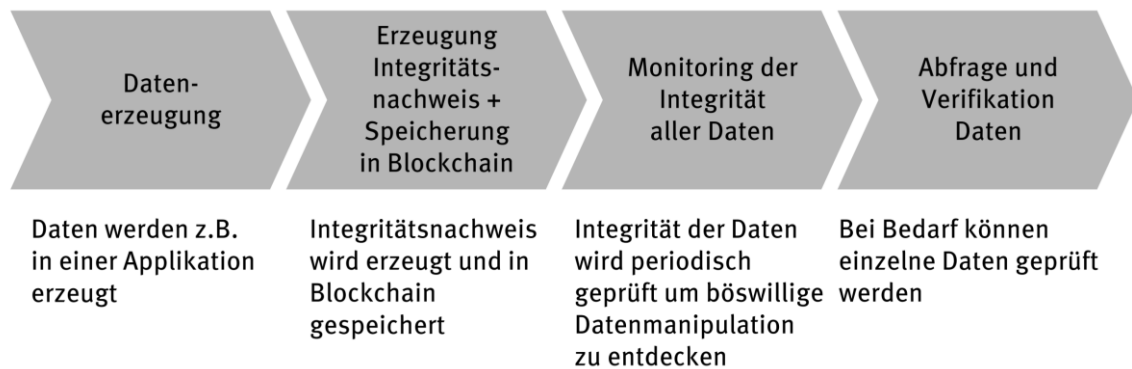 Daten-
erzeugung
Erzeugung
Integritäts-
nachweis +
Speicherung
in Blockchain
Monitoring der
Integrität
aller Daten
Abfrage und
Verifikation
Daten
Daten werden z.B.
in einer Applikation
erzeugt
Integritätsnachweis
wird erzeugt und in
Blockchain
gespeichert
Integrität der Daten
wird periodisch
geprüft um böswillige
Datenmanipulation
zu entdecken
Bei Bedarf können
einzelne Daten geprüft
werden